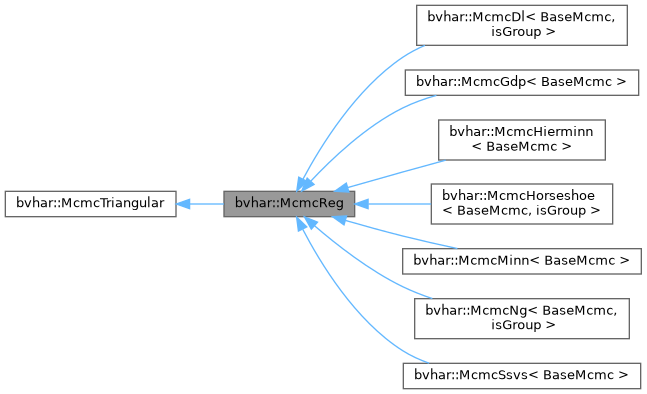 bvhar::McmcDl< BaseMcmc,
isGroup >
bvhar::McmcGdp< BaseMcmc >
bvhar::McmcHierminn
< BaseMcmc >
bvhar::McmcTriangular
bvhar::McmcReg
bvhar::McmcHorseshoe
< BaseMcmc, isGroup >
bvhar::McmcMinn< BaseMcmc >
bvhar::McmcNg< BaseMcmc,
isGroup >
bvhar::McmcSsvs< BaseMcmc >